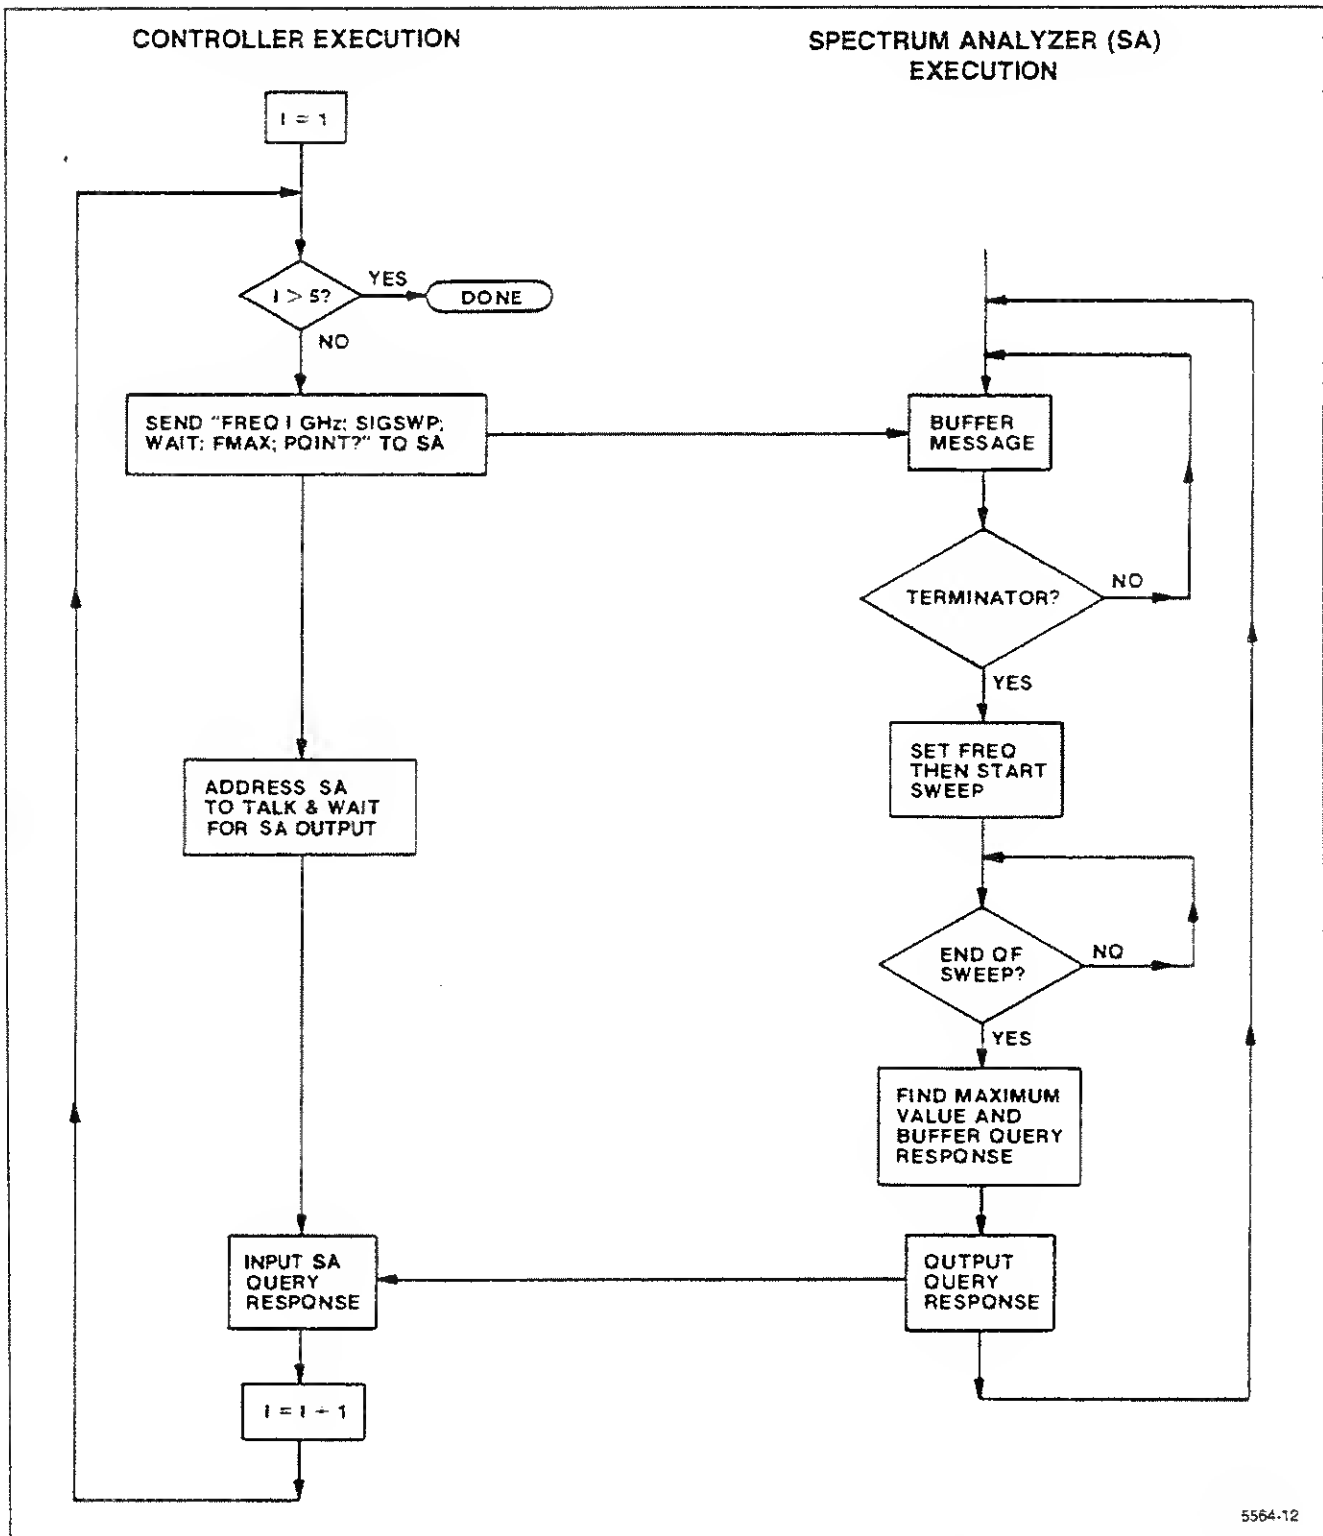 CONTROLLER EXECUTION
I = 1
I > 5?
YES
DONE
NO
SEND "FREQ I GHz; SIGSWP;
WAIT; FMAX; POINT?" TO SA
ADDRESS SA
TO TALK & WAIT
FOR SA OUTPUT
INPUT SA
QUERY
RESPONSE
I = I + 1
SPECTRUM ANALYZER (SA)
EXECUTION
BUFFER
MESSAGE
TERMINATOR?
NO
YES
SET FREQ
THEN START
SWEEP
END OF
SWEEP?
NO
YES
FIND MAXIMUM
VALUE AND
BUFFER QUERY
RESPONSE
OUTPUT
QUERY
RESPONSE
5564-12